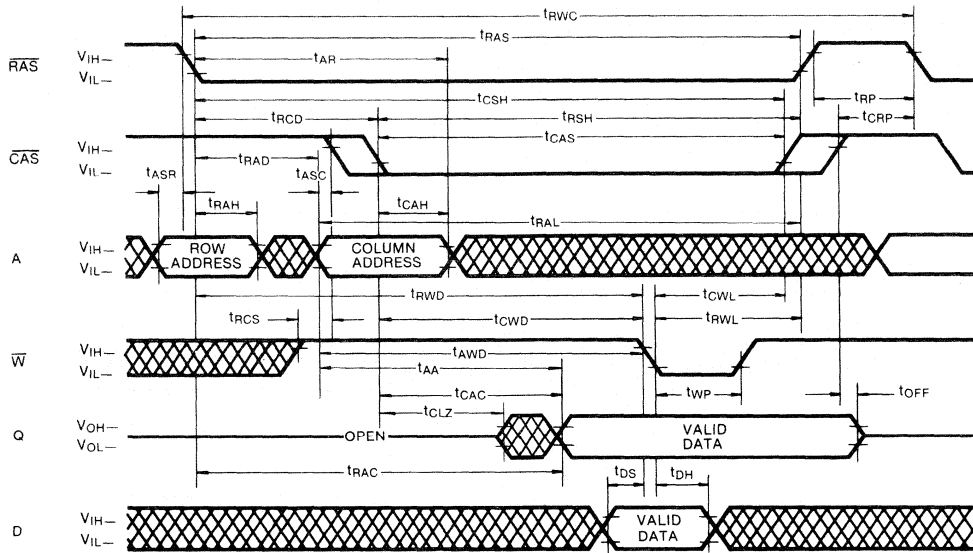 tRWC
tRAS
tAR
RAS
VIH
VIL
tCSH
tRP
tRCD
tRSH
tCRP
tCAS
CAS
VIH
VIL
tRAD
tASR
tASC
tRAH
tCAH
tRAL
A
VIH
VIL
ROW
ADDRESS
COLUMN
ADDRESS
tRWD
tCWL
tRCS
tCWD
tRWL
W
VIH
VIL
tAWD
tAA
tWP
tCAC
tOFF
tCLZ
Q
VOH
VOL
OPEN
VALID
DATA
tRAC
tDS
tDH
D
VIH
VIL
VALID
DATA